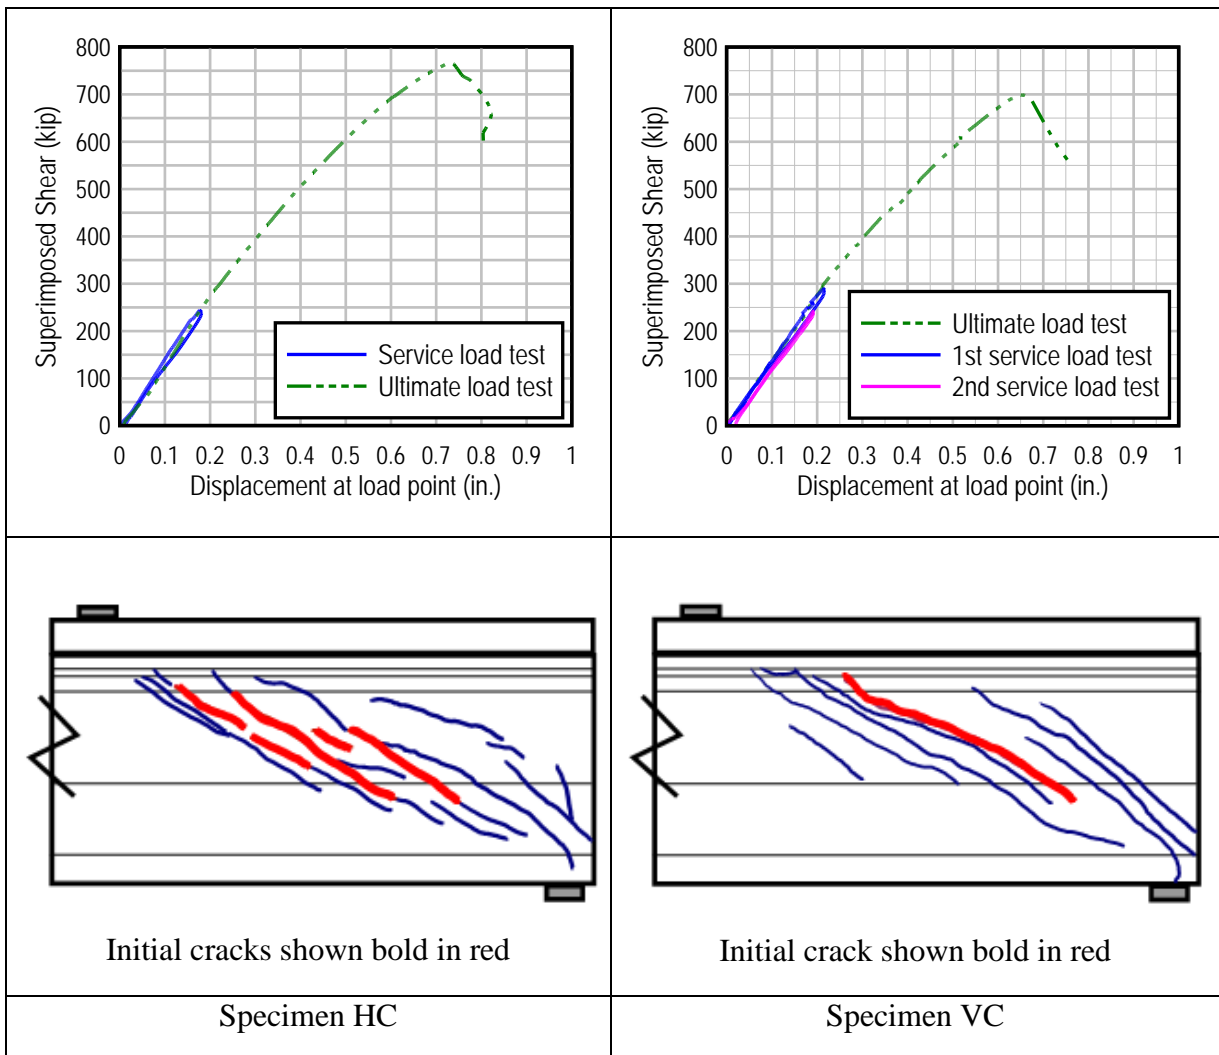 800
700
600
500
400
300
200
100
0
Superimposed Shear (kip)
Service load test
Ultimate load test
0 0.1 0.2 0.3 0.4 0.5 0.6 0.7 0.8 0.9 1
Displacement at load point (in.)
800
700
600
500
400
300
200
100
0
Superimposed Shear (kip)
Ultimate load test
1st service load test
2nd service load test
0 0.1 0.2 0.3 0.4 0.5 0.6 0.7 0.8 0.9 1
Displacement at load point (in.)
Initial cracks shown bold in red
Initial crack shown bold in red
Specimen HC
Specimen VC